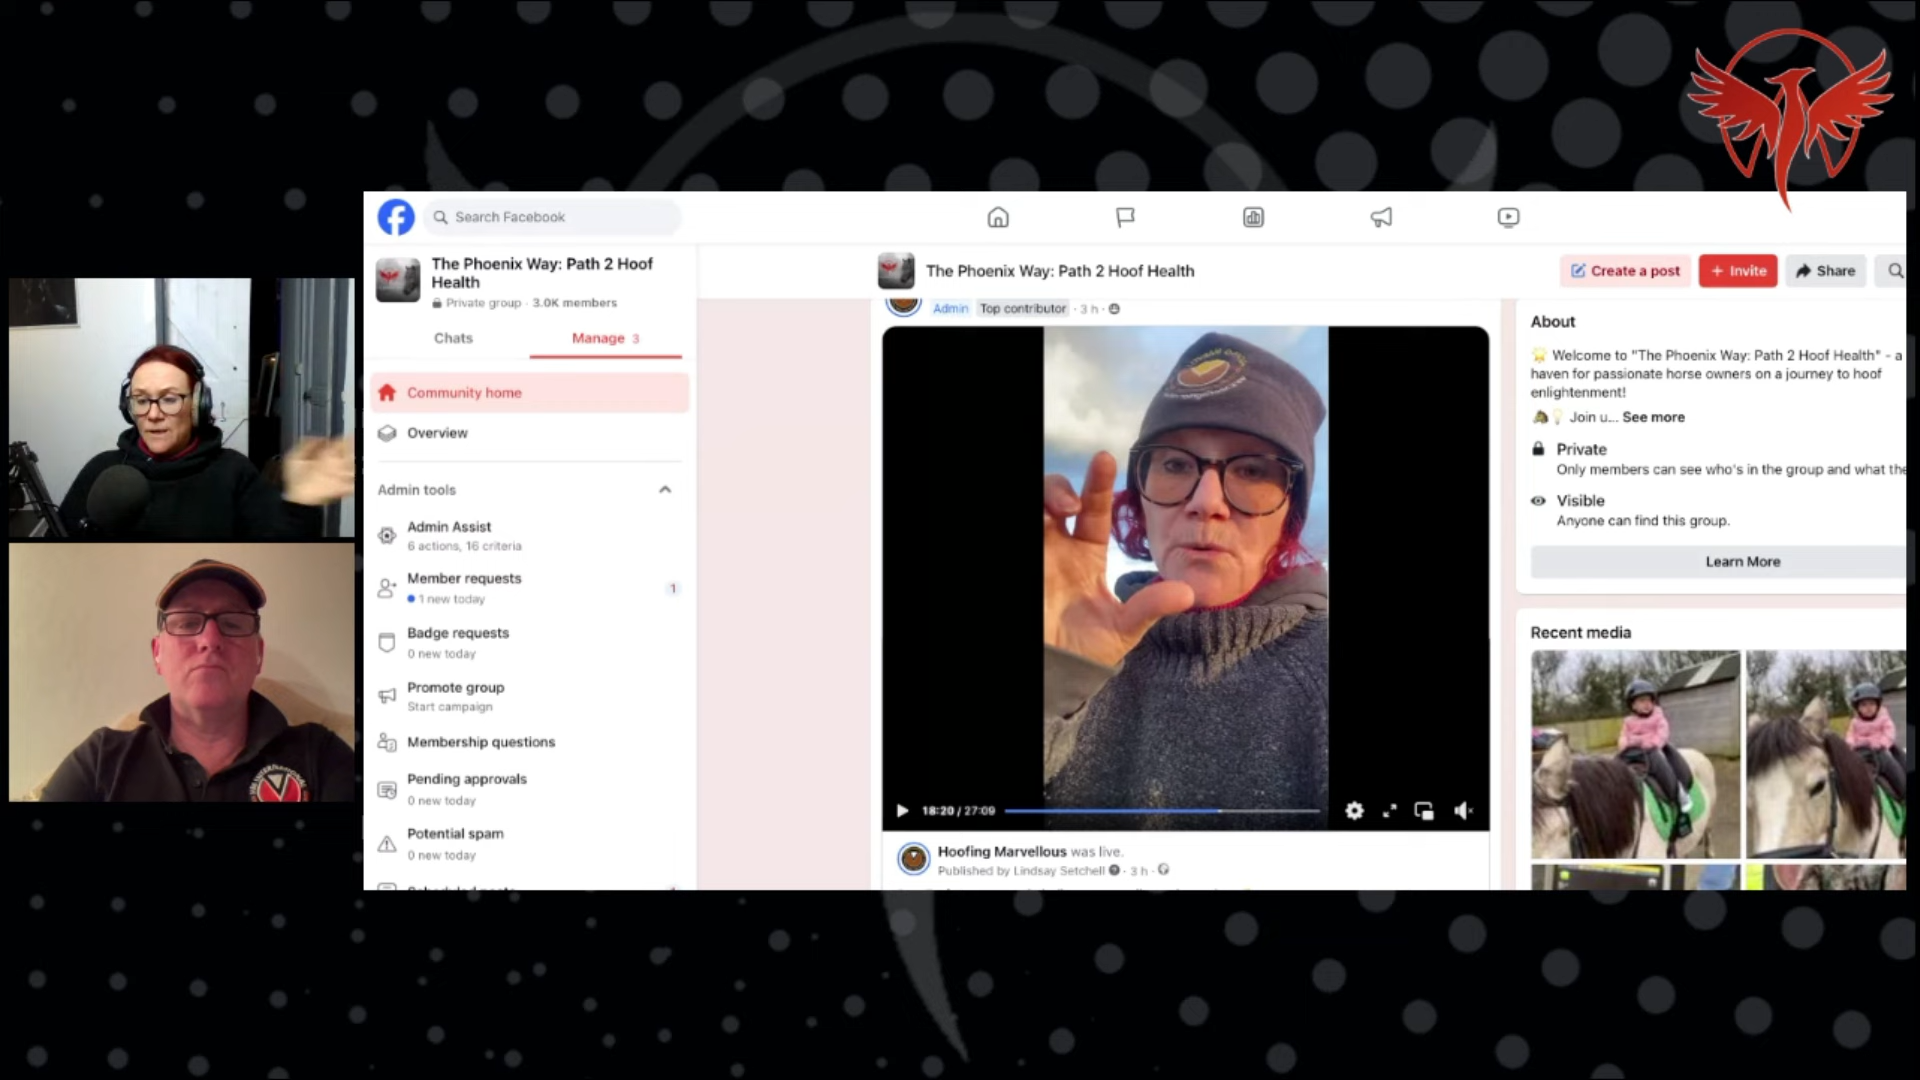 Search Facebook
The Phoenix Way: Path 2 Hoof
Health
Private group · 3.0K members
Chats
Manage 3
Community home
Overview
Admin tools
Admin Assist
6 actions, 16 criteria
Member requests
1 new today
1
Badge requests
0 new today
Promote group
Start campaign
Membership questions
Pending approvals
0 new today
Potential spam
0 new today
The Phoenix Way: Path 2 Hoof Health
Create a post
+ Invite
Share
Admin Top contributor · 3 h ·
18:20 / 27:09
Hoofing Marvellous was live.
Published by Lindsay Setchell · 3 h ·
About
Welcome to "The Phoenix Way: Path 2 Hoof Health" - a
haven for passionate horse owners on a journey to hoof
enlightenment!
Join u... See more
Private
Only members can see who's in the group and what the
Visible
Anyone can find this group.
Learn More
Recent media